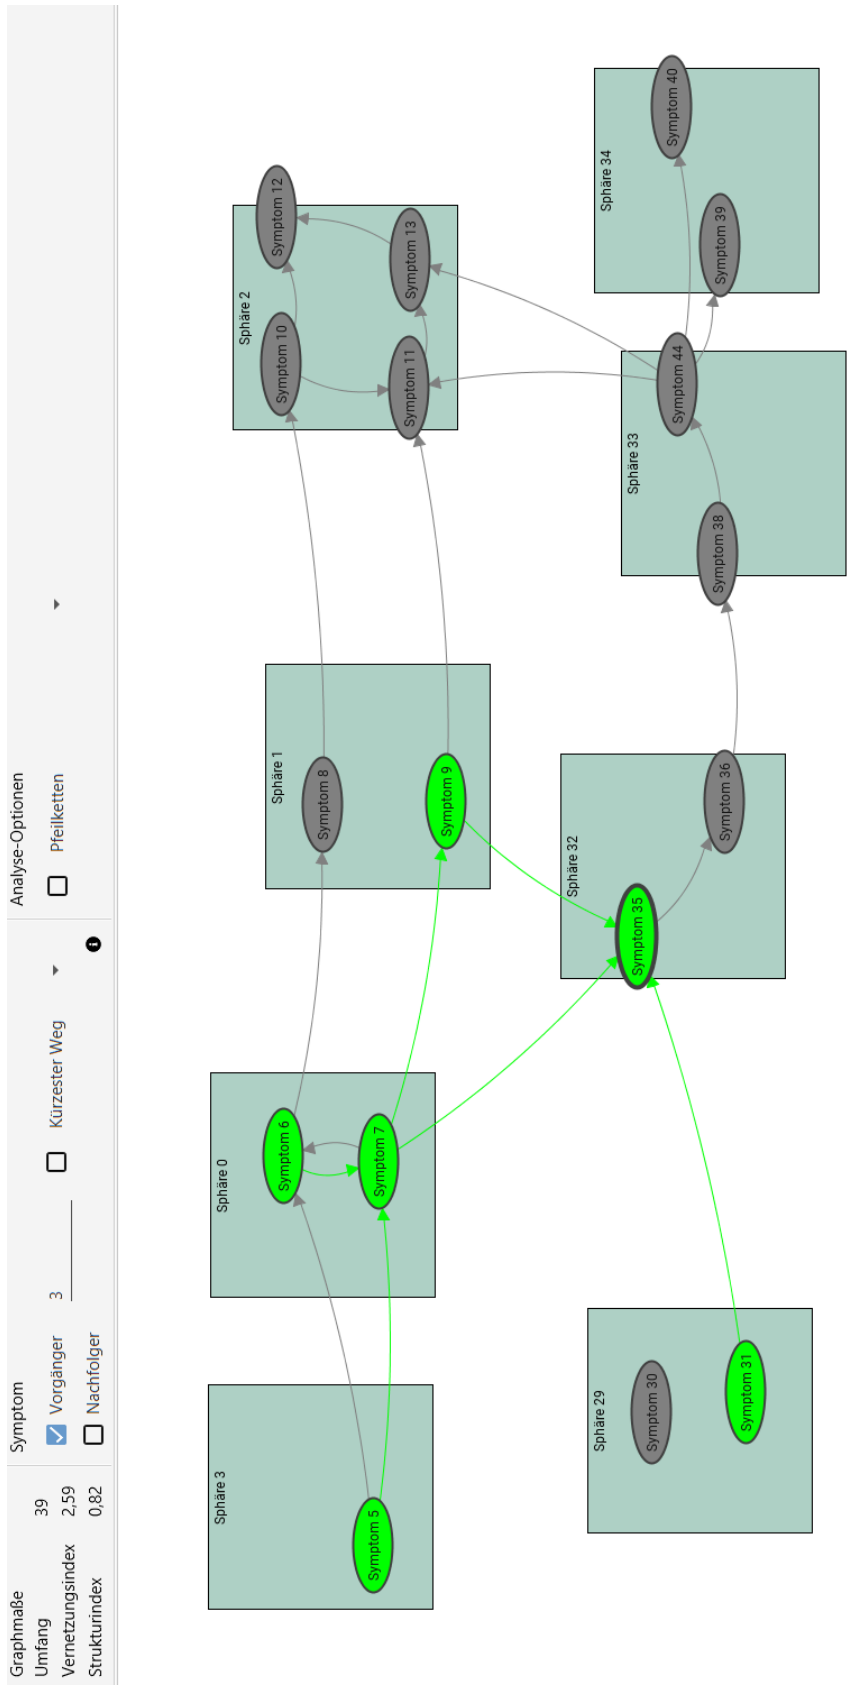 Graphmaße
Umfang 39
Vernetzungsindex 2,59
Strukturindex 0,82
Symptom
Vorgänger 3
Nachfolger
Kürzester Weg
Analyse-Optionen
Pfeilketten
Sphäre 3
Symptom 5
Sphäre 0
Symptom 6
Symptom 7
Sphäre 1
Symptom 8
Symptom 9
Sphäre 2
Symptom 10
Symptom 12
Symptom 11
Symptom 13
Sphäre 29
Symptom 30
Symptom 31
Sphäre 32
Symptom 35
Symptom 36
Sphäre 33
Symptom 38
Symptom 44
Sphäre 34
Symptom 39
Symptom 40